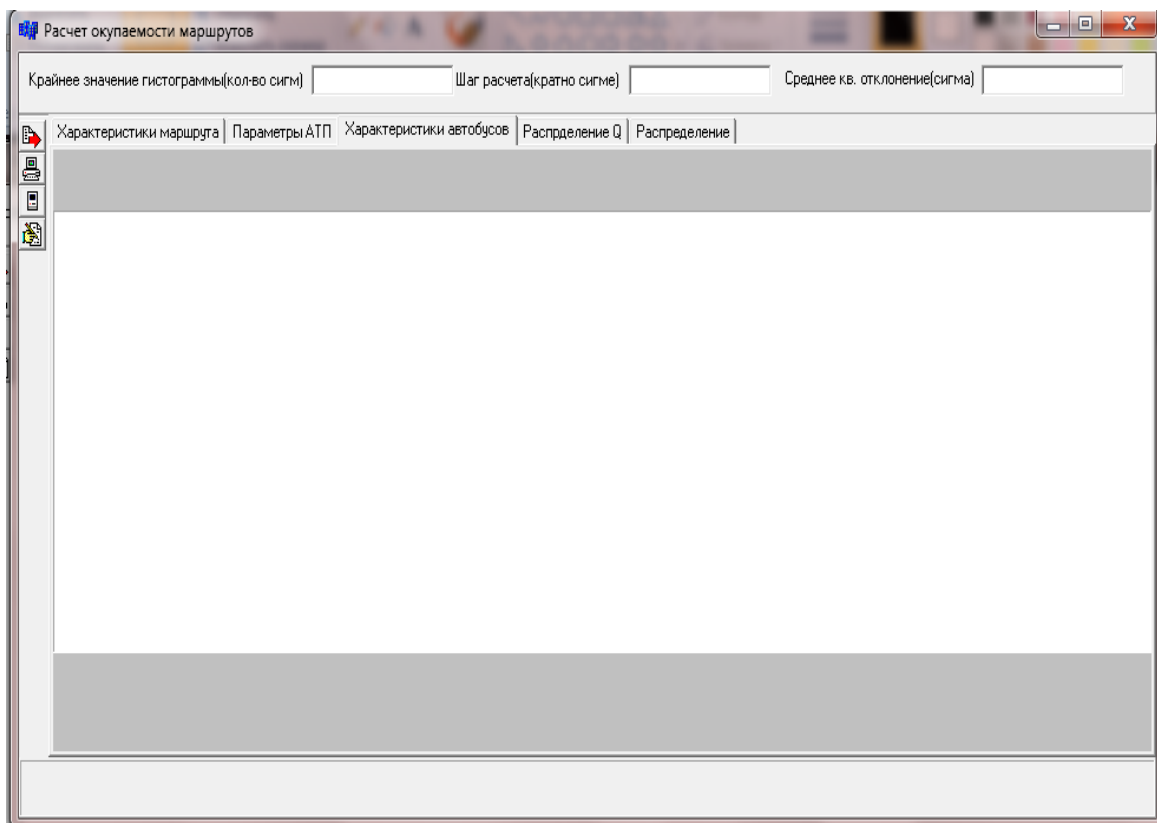 Расчет окупаемости маршрутов
Крайнее значение гистограммы(кол-во сигм) Шаг расчета(кратно сигме) Среднее кв. отклонение(сигма)
Характеристики маршрута Параметры АТП Характеристики автобусов Распрделение Q Распределение